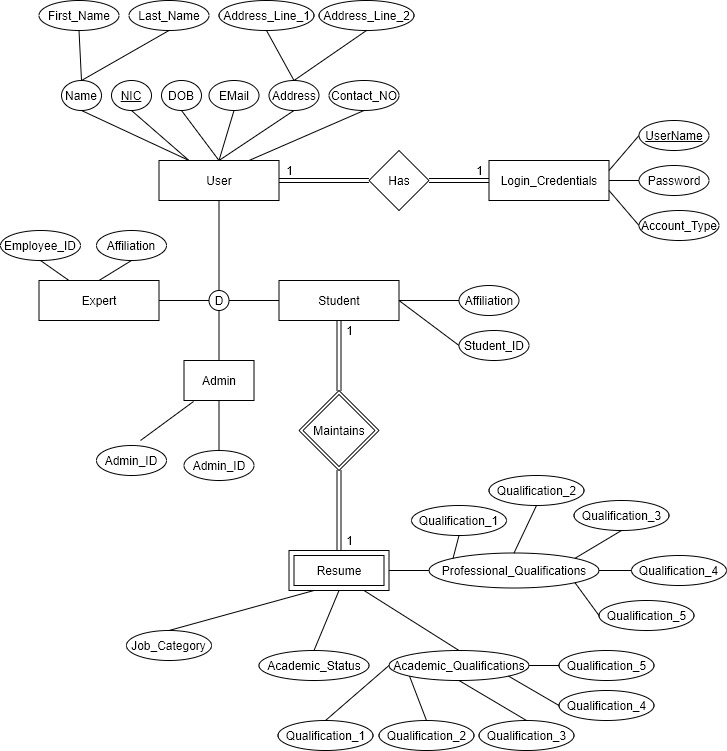 First_Name
Last_Name
Address_Line_1
Address_Line_2
Name
NIC
DOB
EMail
Address
Contact_NO
UserName
User
1
Has
1
Login_Credentials
Password
Account_Type
Employee_ID
Affiliation
Expert
D
Student
Affiliation
1
Student_ID
Admin
Maintains
Admin_ID
Admin_ID
Qualification_2
Qualification_1
Qualification_3
1
Resume
Professional_Qualifications
Qualification_4
Qualification_5
Job_Category
Academic_Status
Academic_Qualifications
Qualification_5
Qualification_4
Qualification_1
Qualification_2
Qualification_3